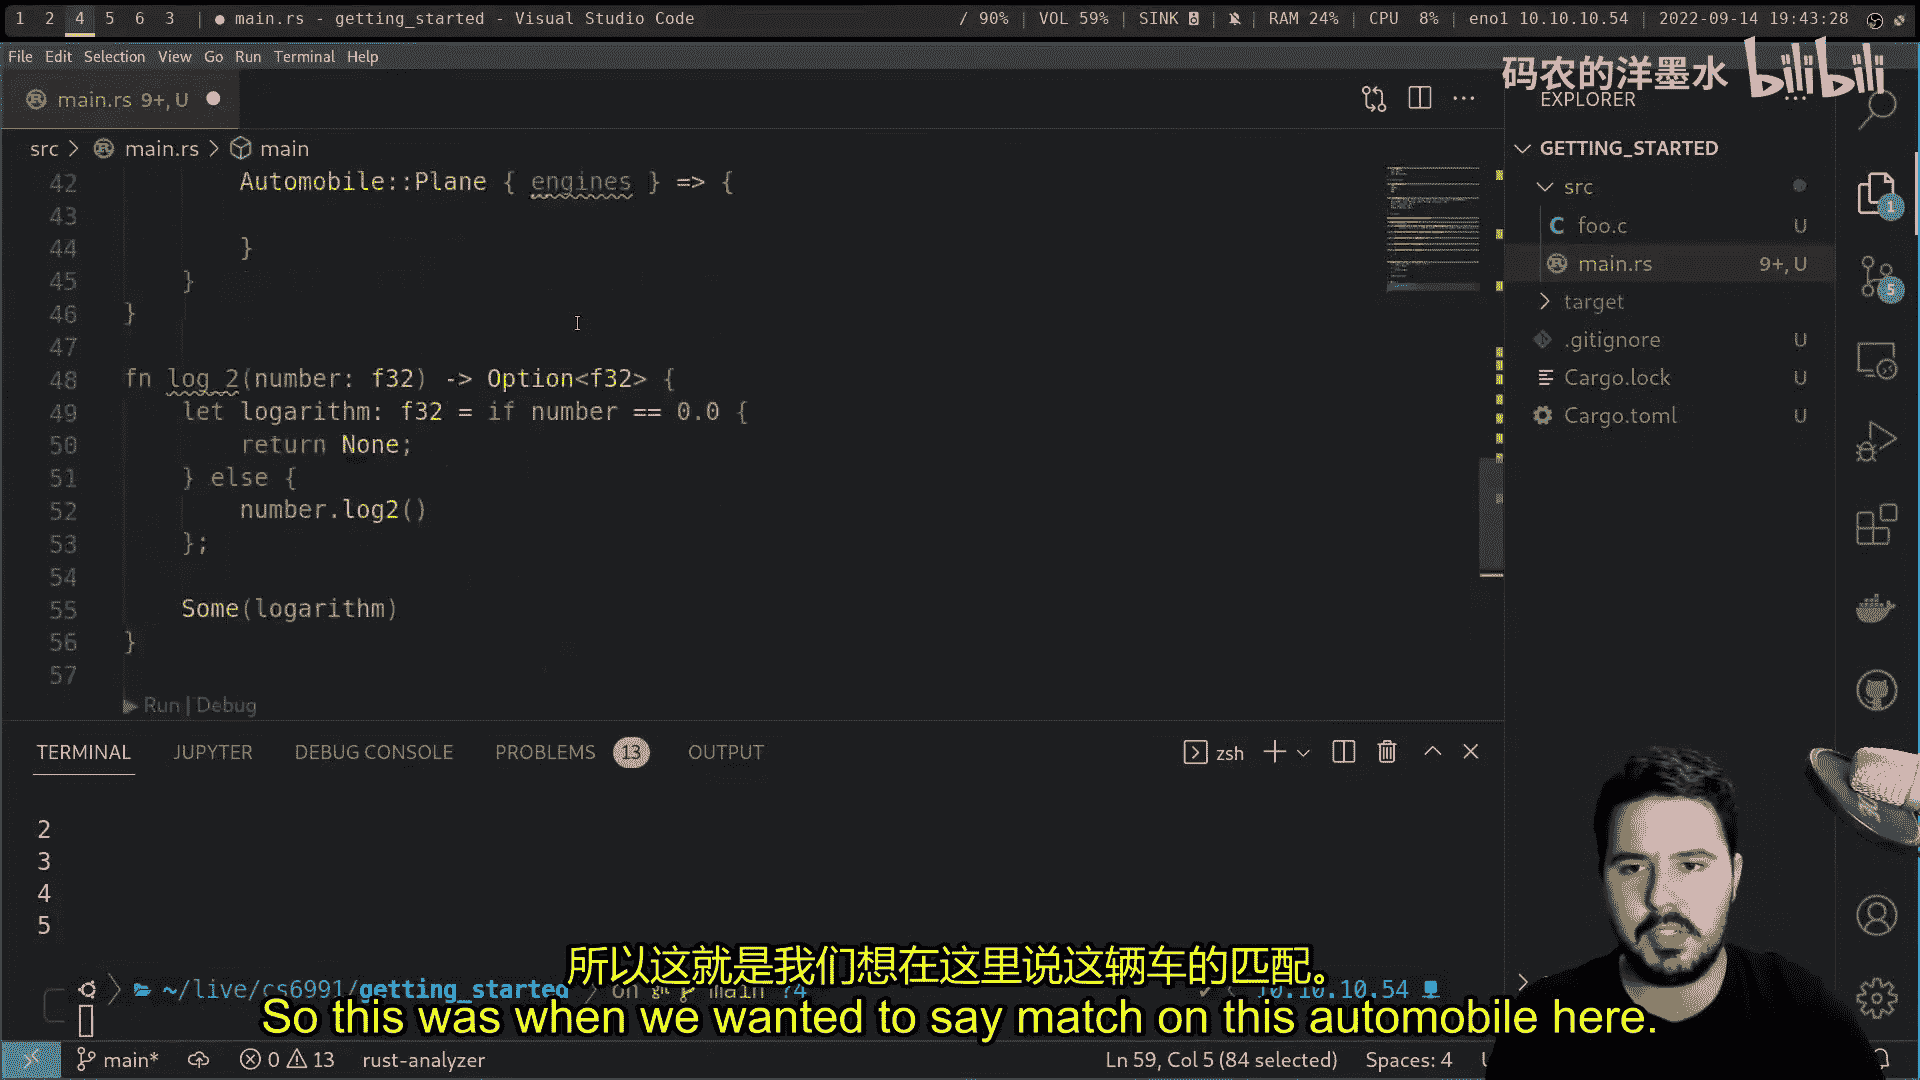 1 2 4 5 6 3 | ● main.rs - getting_started - Visual Studio Code / 90% | VOL 59% | SINK | | RAM 24% | CPU 8% | eno1 10.10.10.54 | 2022-09-14 19:43:28
File Edit Selection View Go Run Terminal Help
码农的洋墨水 bilibili
main.rs 9+, U
EXPLORER
src > main.rs > main
GETTING_STARTED
42 Automobile::Plane { engines } => {
43
44 }
45 }
46 }
47
48 fn log_2(number: f32) -> Option<f32> {
49 let logarithm: f32 = if number == 0.0 {
50 return None;
51 } else {
52 number.log2()
53 };
54
55 Some(logarithm)
56 }
57
Run | Debug
src
foo.c U
main.rs 9+, U
target
.gitignore U
Cargo.lock U
Cargo.toml U
1
5
TERMINAL JUPYTER DEBUG CONSOLE PROBLEMS 13 OUTPUT zsh
2
3
4
5
所以这就是我们想在这里说这辆车的匹配。
~/live/cs6991/getting_started on main ?4 10.10.10.54
So this was when we wanted to say match on this automobile here.
main* 0 13 rust-analyzer Ln 59, Col 5 (84 selected) Spaces: 4